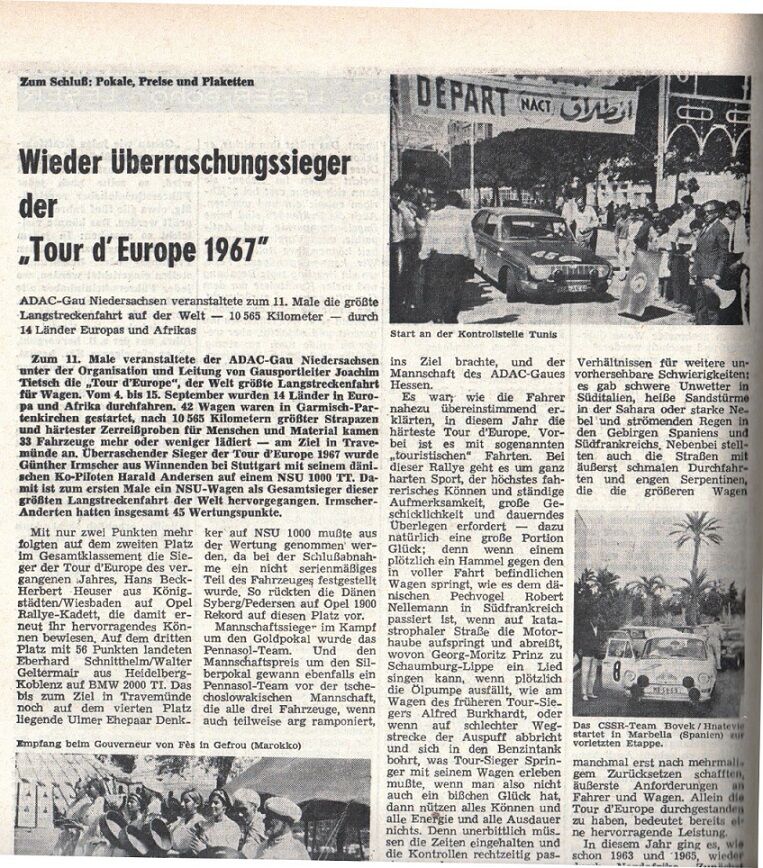 Zum Schluß: Pokale, Preise und Plaketten
Wieder Überraschungssieger
der
„Tour d' Europe 1967"
ADAC-Gau Niedersachsen veranstaltete zum 11. Male die größte
Langstreckenfahrt auf der Welt — 10 565 Kilometer — durch
14 Länder Europas und Afrikas
Zum 11. Male veranstaltete der ADAC-Gau Niedersachsen
unter der Organisation und Leitung von Gausportleiter Joachim
Tietsch die „Tour d'Europe", der Welt größte Langstreckenfahrt
für Wagen. Vom 4. bis 15. September wurden 14 Länder in Euro-
pa und Afrika durchfahren. 42 Wagen waren in Garmisch-Par-
tenkirchen gestartet, nach 10 565 Kilometern größter Strapazen
und härtester Zerreißproben für Menschen und Material kamen
33 Fahrzeuge mehr oder weniger lädiert — am Ziel in Trave-
münde an. Überraschender Sieger der Tour d'Europe 1967 wurde
Günther Irmscher aus Winnenden bei Stuttgart mit seinem däni-
schen Ko-Piloten Harald Andersen auf einem NSU 1000 TT. Da-
mit ist zum ersten Male ein NSU-Wagen als Gesamtsieger dieser
größten Langstreckenfahrt der Welt hervorgegangen. Irmscher-
Anderten hatten insgesamt 45 Wertungspunkte.
Mit nur zwei Punkten mehr
folgten auf dem zweiten Platz
im Gesamtklassement die Sie-
ger der Tour d'Europe des ver-
gangenen Jahres, Hans Beck-
Herbert Heuser aus König-
städten/Wiesbaden auf Opel
Rallye-Kadett, die damit er-
neut ihr hervorragendes Kön-
nen bewiesen. Auf dem dritten
Platz mit 56 Punkten landeten
Eberhard Schnitthelm/Walter
Geltermair aus Heidelberg-
Koblenz auf BMW 2000 TI. Das
bis zum Ziel in Travemünde
noch auf dem vierten Platz
liegende Ulmer Ehepaar Denk-
ker auf NSU 1000 mußte aus
der Wertung genommen wer-
den, da bei der Schlußabnah-
me ein nicht serienmäßiges
Teil des Fahrzeuges festgestellt
wurde. So rückten die Dänen
Syberg/Pedersen auf Opel 1900
Rekord auf diesen Platz vor.
Mannschaftssieger im Kampf
um den Goldpokal wurde das
Pennasol-Team. Und den
Mannschaftspreis um den Sil-
berpokal gewann ebenfalls ein
Pennasol-Team vor der tsche-
choslowakischen Mannschaft,
die alle drei Fahrzeuge, wenn
auch teilweise arg ramponiert,
Empfang beim Gouverneur von Fès in Gefrou (Marokko)
DÉPART NACT انطلاق
Start an der Kontrollstelle Tunis
ins Ziel brachte, und der
Mannschaft des ADAC-Gaues
Hessen.
Es war, wie die Fahrer
nahezu übereinstimmend er-
klärten, in diesem Jahr die
härteste Tour d'Europe, Vor-
bei ist es mit sogenannten
„touristischen" Fahrten. Bei
dieser Rallye geht es um ganz
harten Sport, der höchstes fah-
rerisches Können und ständige
Aufmerksamkeit, große Ge-
schicklichkeit und dauerndes
Überlegen erfordert — dazu
natürlich eine große Portion
Glück; denn wenn einem
plötzlich ein Hammel gegen den
in voller Fahrt befindlichen
Wagen springt, wie es dem dä-
nischen Pechvogel Robert
Nellemann in Südfrankreich
passiert ist, wenn auf kata-
strophaler Straße die Motor-
haube aufspringt und abreißt,
wovon Georg-Moritz Prinz zu
Schaumburg-Lippe ein Lied
singen kann, wenn plötzlich
die Ölpumpe ausfällt, wie am
Wagen des früheren Tour-Sie-
gers Alfred Burkhardt, oder
wenn auf schlechter Weg-
strecke der Auspuff abbricht
und sich in den Benzintank
bohrt, was Tour-Sieger Sprin-
ger mit seinem Wagen erleben
mußte, wenn man also nicht
auch ein bißchen Glück hat,
dann nützen alles Können und
alle Energie und alle Ausdauer
nichts. Denn unerbittlich müs-
sen die Zeiten eingehalten und
die Kontrollen rechtzeitig pas-
Verhältnissen für weitere un-
vorhersehbare Schwierigkeiten:
es gab schwere Unwetter in
Süditalien, heiße Sandstürme
in der Sahara oder starke Ne-
bel und strömenden Regen in
den Gebirgen Spaniens und
Südfrankreichs. Nebenbei stell-
ten auch die Straßen mit
äußerst schmalen Durchfahr-
ten und engen Serpentinen,
die die größeren Wagen
8
Das CSSR-Team Bovek / Hnatevic
startet in Marbella (Spanien) zur
vorletzten Etappe.
manchmal erst nach mehrmali-
gem Zurücksetzen schafften,
äußerste Anforderungen an
Fahrer und Wagen. Allein die
Tour d'Europe durchgestanden
zu haben, bedeutet bereits ei-
ne hervorragende Leistung.
In diesem Jahr ging es, wie
schon 1963 und 1965, wieder